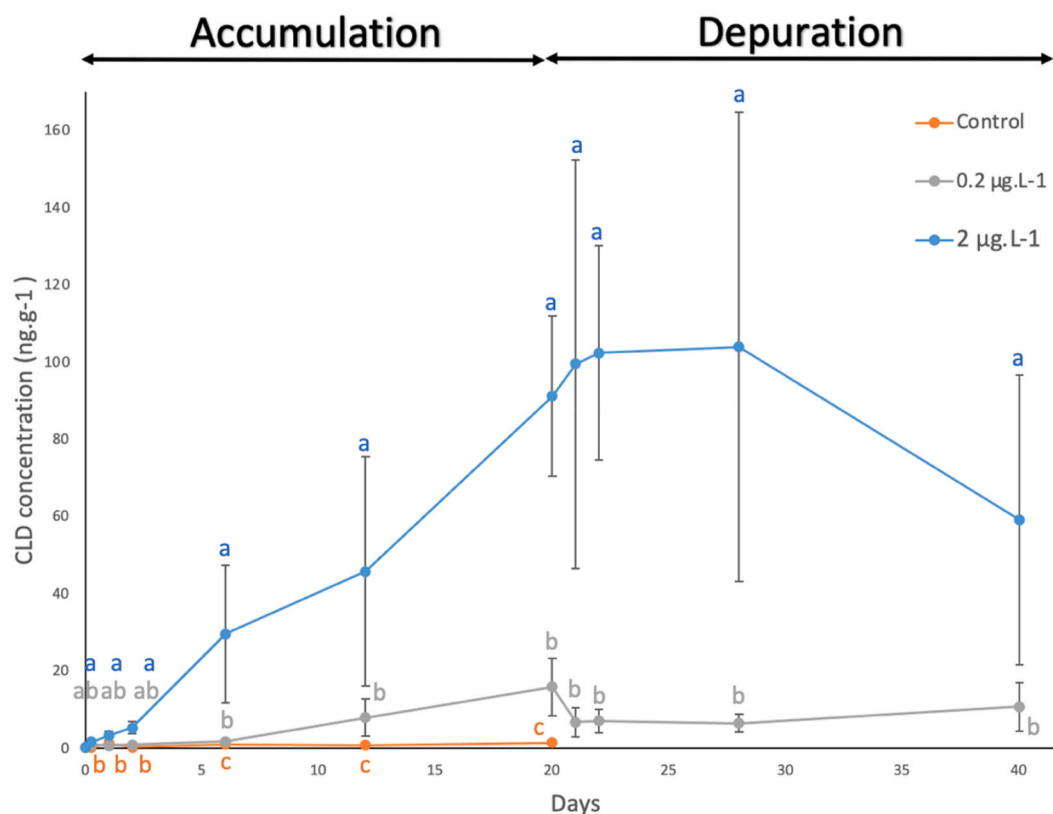 Accumulation Depuration
a
160 a Control
a 0.2 µg.L-1
140
a 2 µg.L-1
120 a
100
a
80 a
60
a
40
a a a b
20 ab ab ab b b b b b b
c
0
b b b c c
0 5 10 15 20 25 30 35 40
CLD concentration (ng.g-1 )
Days